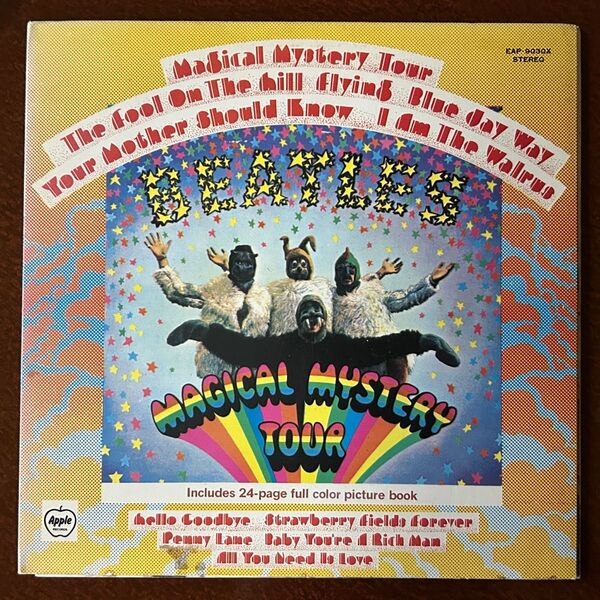 EAP-9030X
STEREO
Magical Mystery Tour
The Fool On The Hill Flying Blue Jay Way
Your Mother Should Know I Am The Walrus
BEATLES
MAGICAL MYSTERY
TOUR
Includes 24-page full color picture book
Apple
RECORDS
Hello Goodbye Strawberry Fields Forever
Penny Lane Baby You're A Rich Man
All You Need Is Love